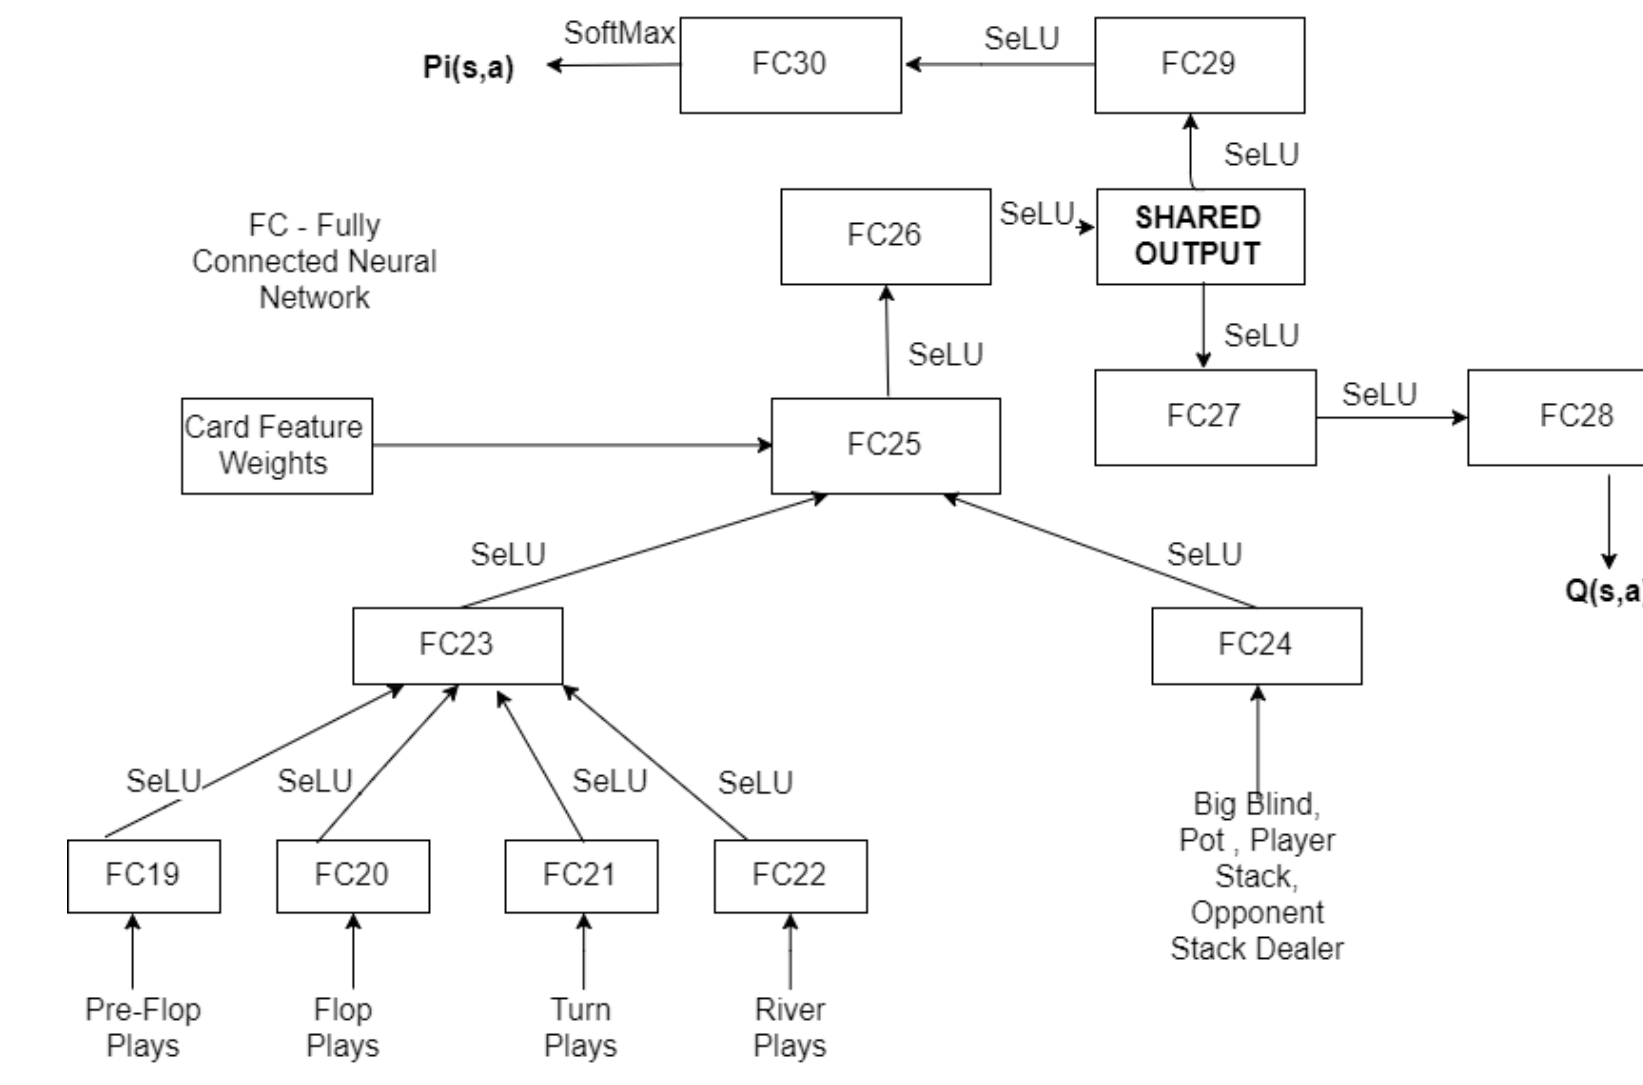 SoftMax
Pi(s,a)
FC30
SeLU
FC29
SeLU
FC - Fully
Connected Neural
Network
FC26
SeLU
SHARED
OUTPUT
SeLU
SeLU
Card Feature
Weights
FC25
FC27
SeLU
FC28
SeLU
SeLU
Q(s,a)
FC23
FC24
SeLU
SeLU
SeLU
SeLU
Big Blind,
Pot , Player
Stack,
Opponent
Stack Dealer
FC19
FC20
FC21
FC22
Pre-Flop
Plays
Flop
Plays
Turn
Plays
River
Plays